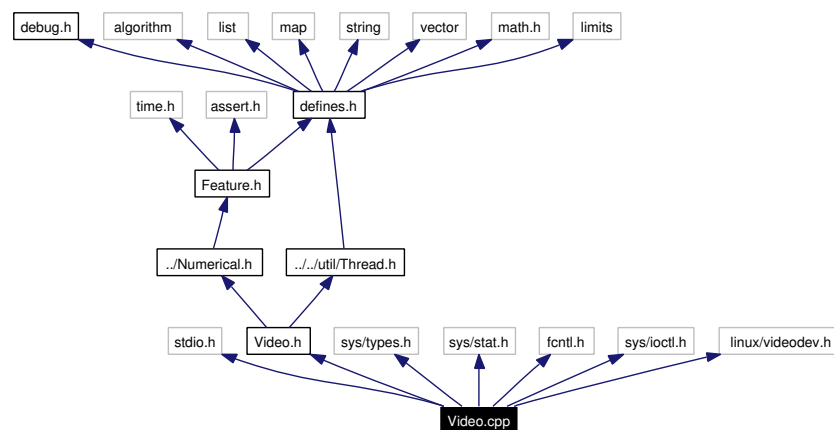 debug.h
algorithm
list
map
string
vector
math.h
limits
time.h
assert.h
defines.h
Feature.h
../Numerical.h
../../util/Thread.h
stdio.h
Video.h
sys/types.h
sys/stat.h
fcntl.h
sys/ioctl.h
linux/videodev.h
Video.cpp